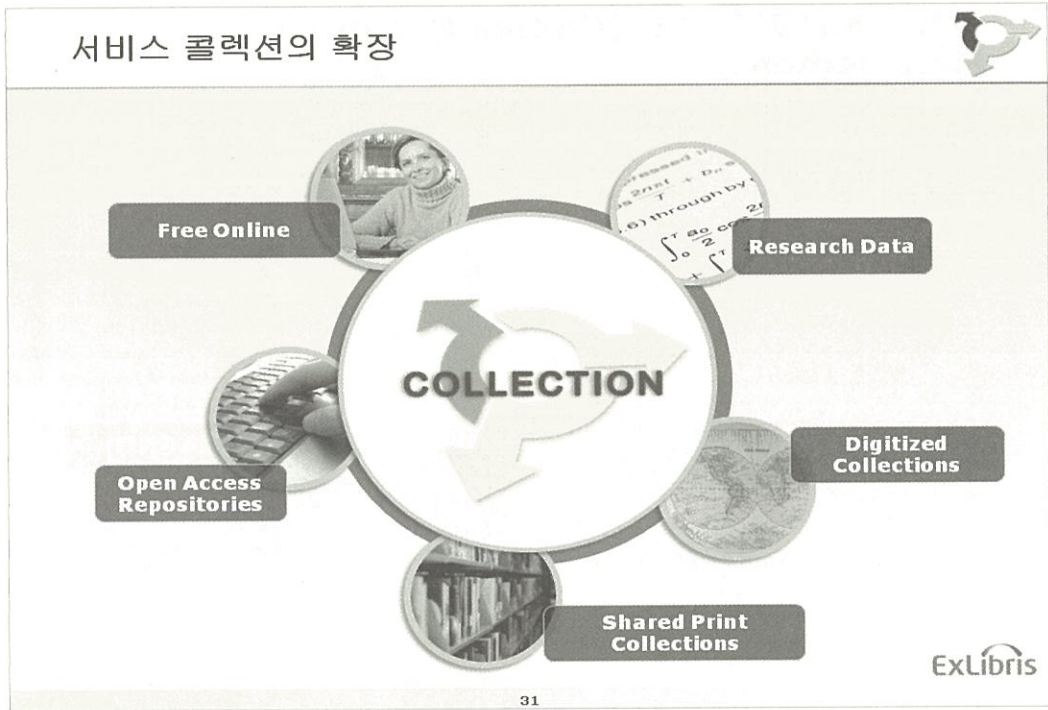 서비스 콜렉션의 확장
Free Online
Research Data
COLLECTION
Open Access
Repositories
Digitized
Collections
Shared Print
Collections
ExLibris
31